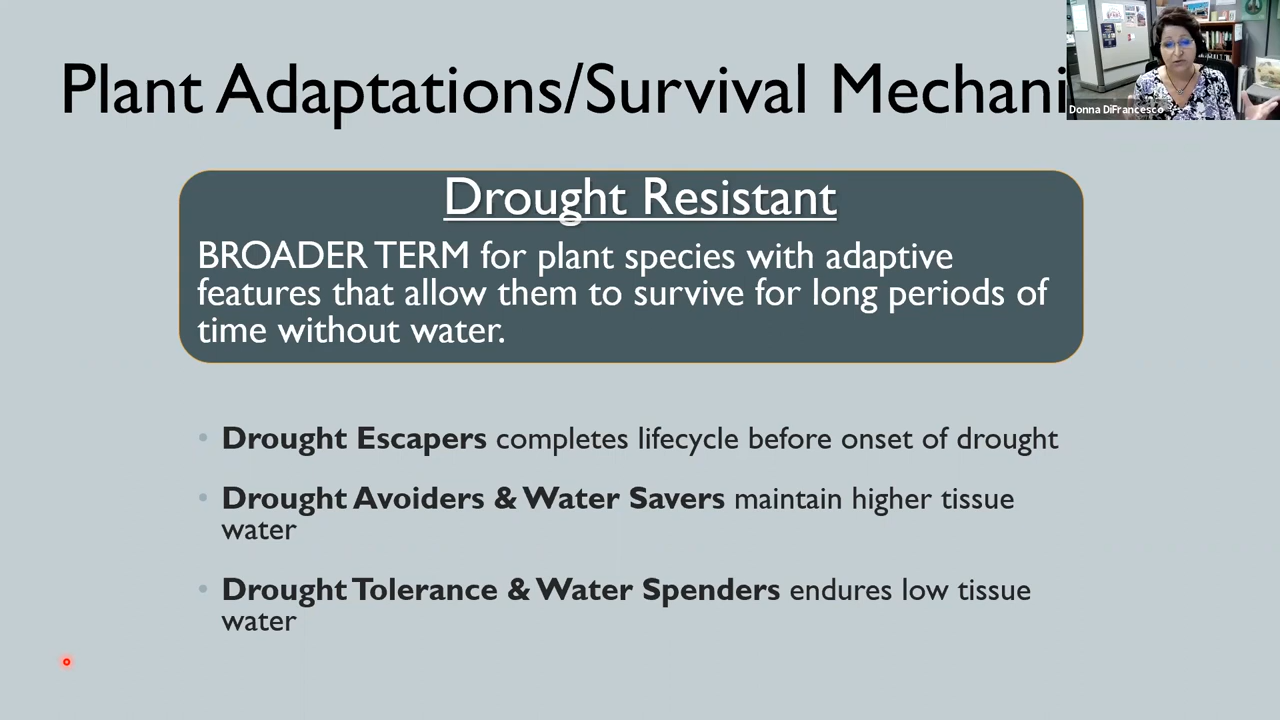 Plant Adaptations/Survival Mechani
Donna DiFrancesco
Drought Resistant
BROADER TERM for plant species with adaptive
features that allow them to survive for long periods of
time without water.
• Drought Escapers completes lifecycle before onset of drought
• Drought Avoiders & Water Savers maintain higher tissue
water
• Drought Tolerance & Water Spenders endures low tissue
water